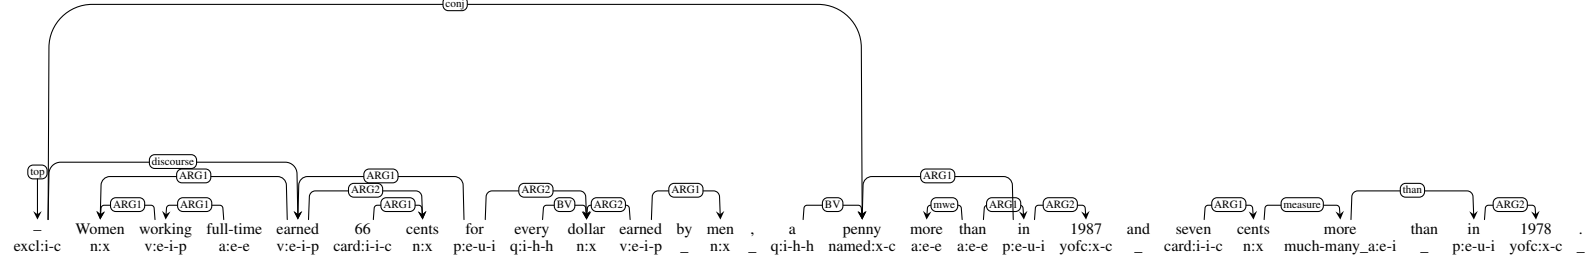 conj
discourse
top ARG1 ARG1
ARG2 ARG2 ARG1 ARG1 than
ARG1 ARG1 ARG1 BV ARG2 BV mwe ARG1 ARG2 ARG1 measure ARG2
– Women working full-time earned 66 cents for every dollar earned by men , a penny more than in 1987 and seven cents more than in 1978 .
excl:i-c n:x v:e-i-p a:e-e v:e-i-p card:i-i-c n:x p:e-u-i q:i-h-h n:x v:e-i-p _ n:x _ q:i-h-h named:x-c a:e-e a:e-e p:e-u-i yofc:x-c _ card:i-i-c n:x much-many_a:e-i _ p:e-u-i yofc:x-c _